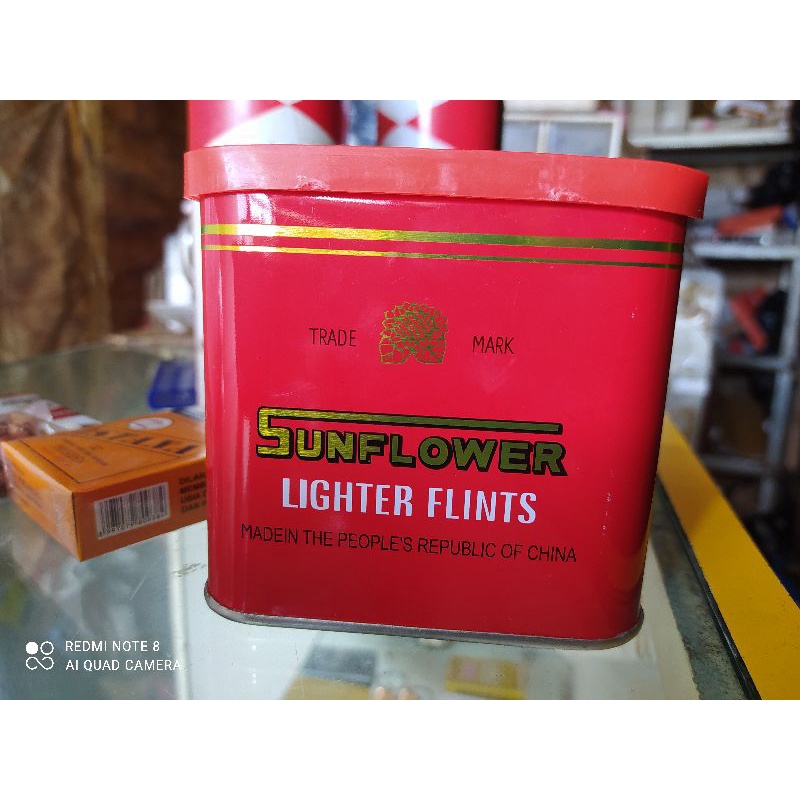 TRADE MARK
SUNFLOWER
LIGHTER FLINTS
MADEIN THE PEOPLE'S REPUBLIC OF CHINA
REDMI NOTE 8
AI QUAD CAMERA